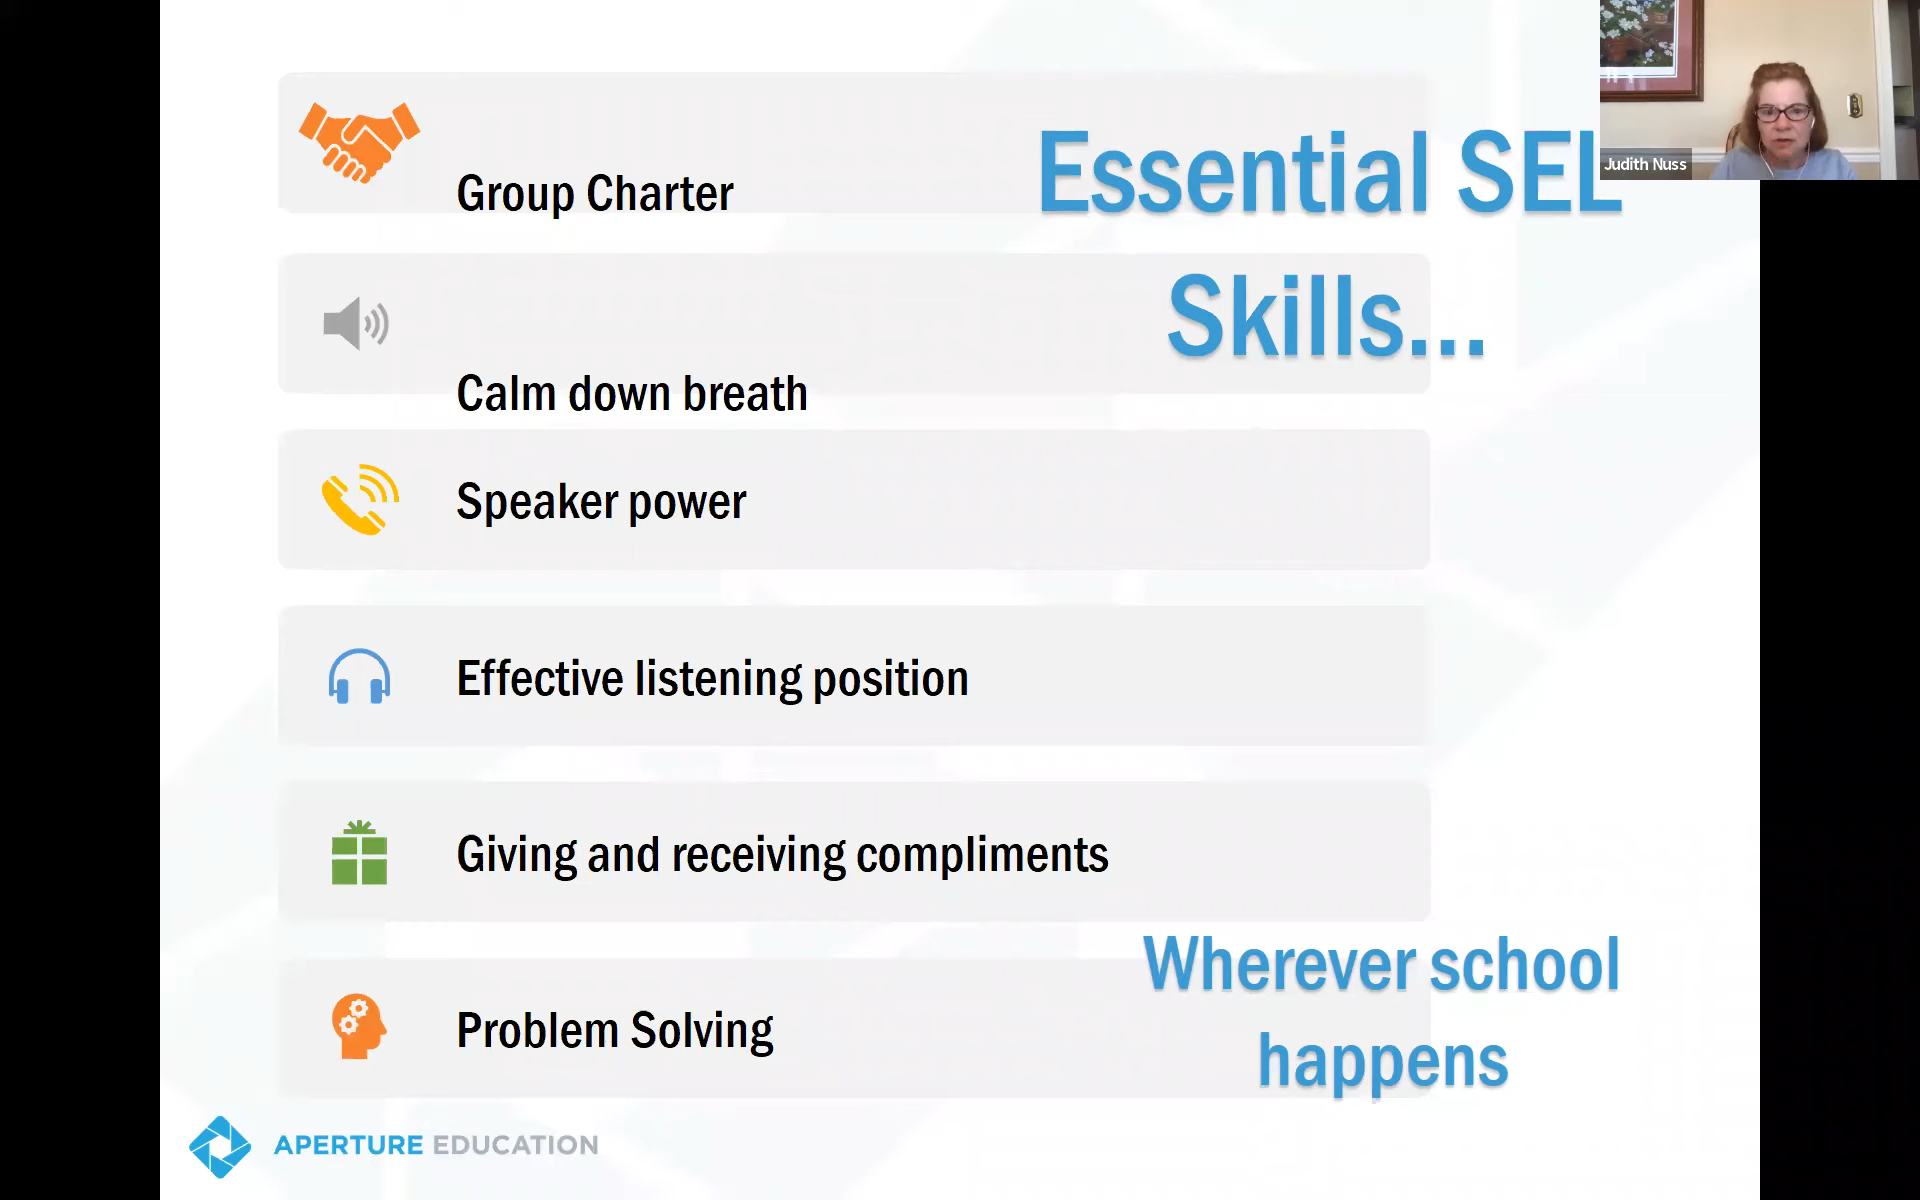 Essential SEL
Skills...
Judith Nuss
Group Charter
Calm down breath
Speaker power
Effective listening position
Giving and receiving compliments
Problem Solving
Wherever school
happens
APERTURE EDUCATION